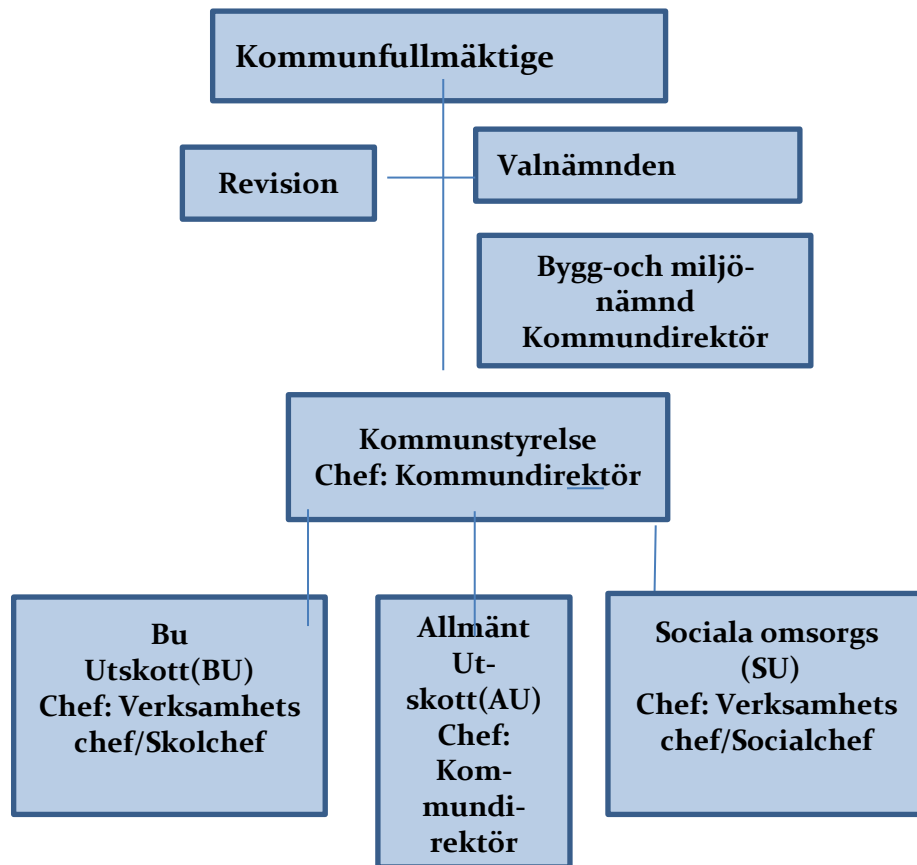 Kommunfullmäktige
Revision
Valnämnden
Bygg-och miljö-
nämnd
Kommundirektör
Kommunstyrelse
Chef: Kommundirektör
Bu
Utskott(BU)
Chef: Verksamhets
chef/Skolchef
Allmänt
Ut-
skott(AU)
Chef:
Kom-
mundi-
rektör
Sociala omsorgs
(SU)
Chef: Verksamhets
chef/Socialchef